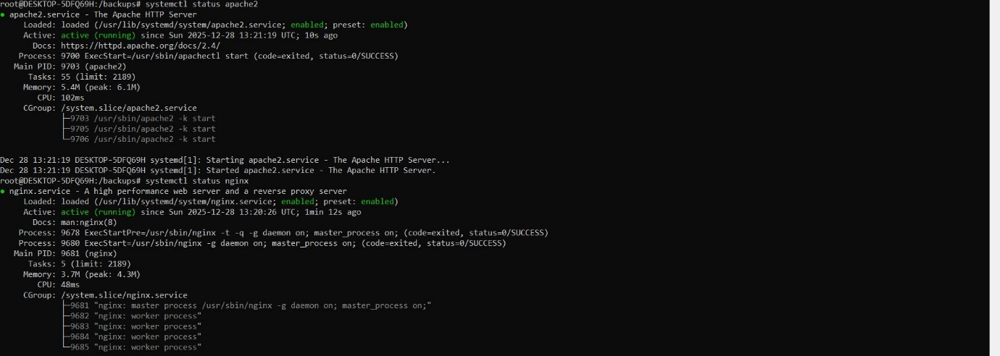 root@DESKTOP-5DFQ69H:/backups# systemctl status apache2
● apache2.service - The Apache HTTP Server
     Loaded: loaded (/usr/lib/systemd/system/apache2.service; enabled; preset: enabled)
     Active: active (running) since Sun 2025-12-28 13:21:19 UTC; 10s ago
       Docs: https://httpd.apache.org/docs/2.4/
    Process: 9700 ExecStart=/usr/sbin/apachectl start (code=exited, status=0/SUCCESS)
   Main PID: 9703 (apache2)
      Tasks: 55 (limit: 2189)
     Memory: 5.4M (peak: 6.1M)
        CPU: 102ms
     CGroup: /system.slice/apache2.service
             ├─9703 /usr/sbin/apache2 -k start
             ├─9705 /usr/sbin/apache2 -k start
             └─9706 /usr/sbin/apache2 -k start

Dec 28 13:21:19 DESKTOP-5DFQ69H systemd[1]: Starting apache2.service - The Apache HTTP Server...
Dec 28 13:21:19 DESKTOP-5DFQ69H systemd[1]: Started apache2.service - The Apache HTTP Server.
root@DESKTOP-5DFQ69H:/backups# systemctl status nginx
● nginx.service - A high performance web server and a reverse proxy server
     Loaded: loaded (/usr/lib/systemd/system/nginx.service; enabled; preset: enabled)
     Active: active (running) since Sun 2025-12-28 13:20:26 UTC; 1min 12s ago
       Docs: man:nginx(8)
    Process: 9678 ExecStartPre=/usr/sbin/nginx -t -q -g daemon on; master_process on; (code=exited, status=0/SUCCESS)
    Process: 9680 ExecStart=/usr/sbin/nginx -g daemon on; master_process on; (code=exited, status=0/SUCCESS)
   Main PID: 9681 (nginx)
      Tasks: 5 (limit: 2189)
     Memory: 3.7M (peak: 4.3M)
        CPU: 48ms
     CGroup: /system.slice/nginx.service
             ├─9681 "nginx: master process /usr/sbin/nginx -g daemon on; master_process on;"
             ├─9682 "nginx: worker process"
             ├─9683 "nginx: worker process"
             ├─9684 "nginx: worker process"
             └─9685 "nginx: worker process"